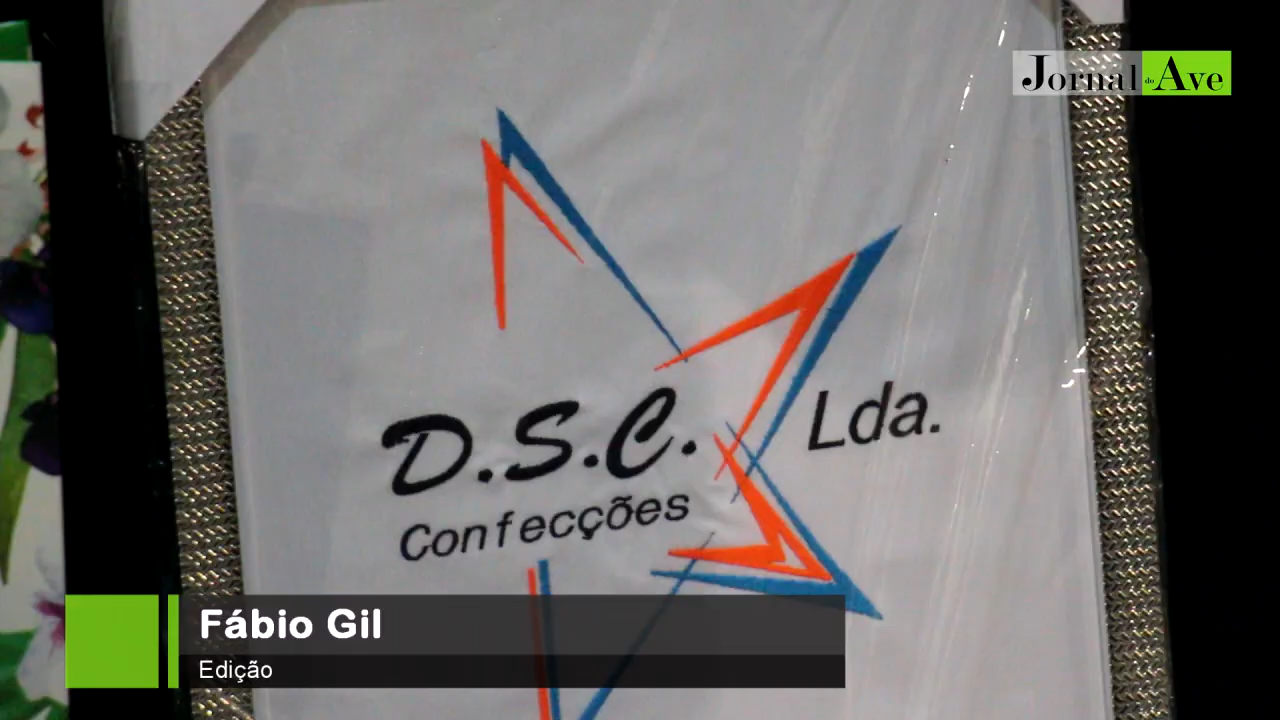 Jornal do Ave
D.S.C. Lda.
Confecções
Fábio Gil
Edição